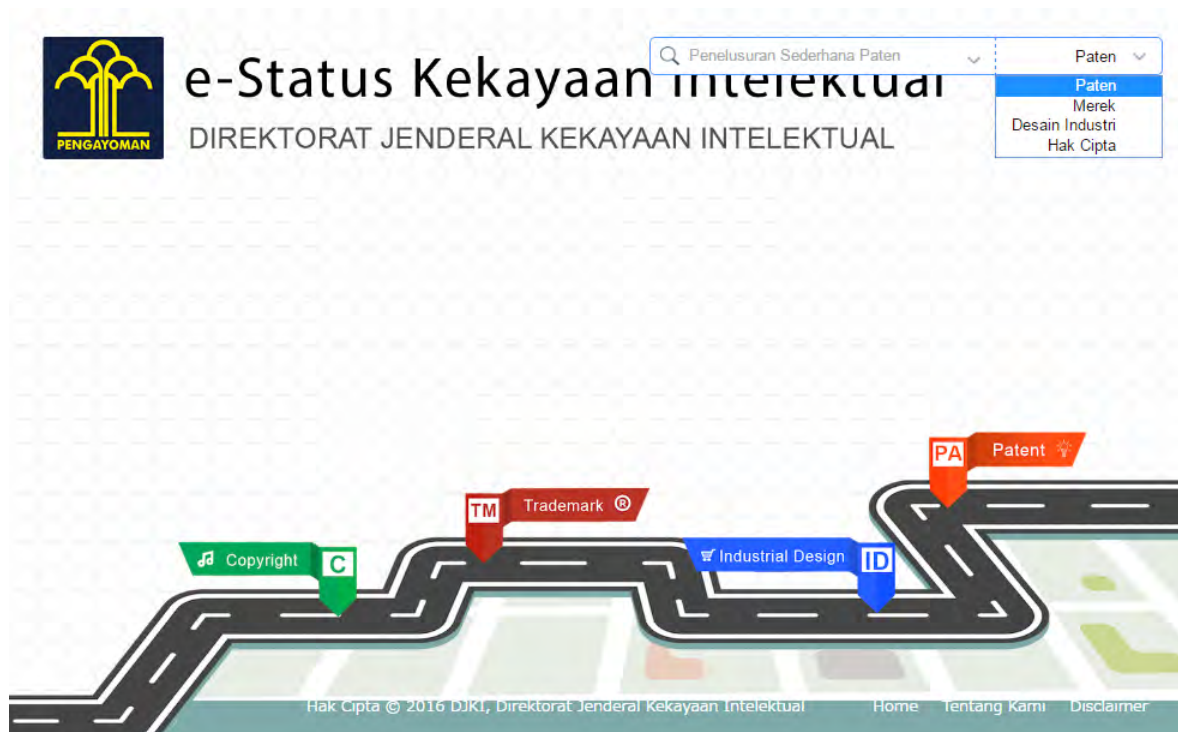 PENGAYOMAN
e-Status Kekayaan Intelektual
DIREKTORAT JENDERAL KEKAYAAN INTELEKTUAL
Penelusuran Sederhana Paten
Paten
Paten
Merek
Desain Industri
Hak Cipta
PA
Patent
TM
Trademark ®
Copyright
C
Industrial Design
ID
Hak Cipta © 2016 DJKI, Direktorat Jenderal Kekayaan Intelektual
Home
Tentang Kami
Disclaimer